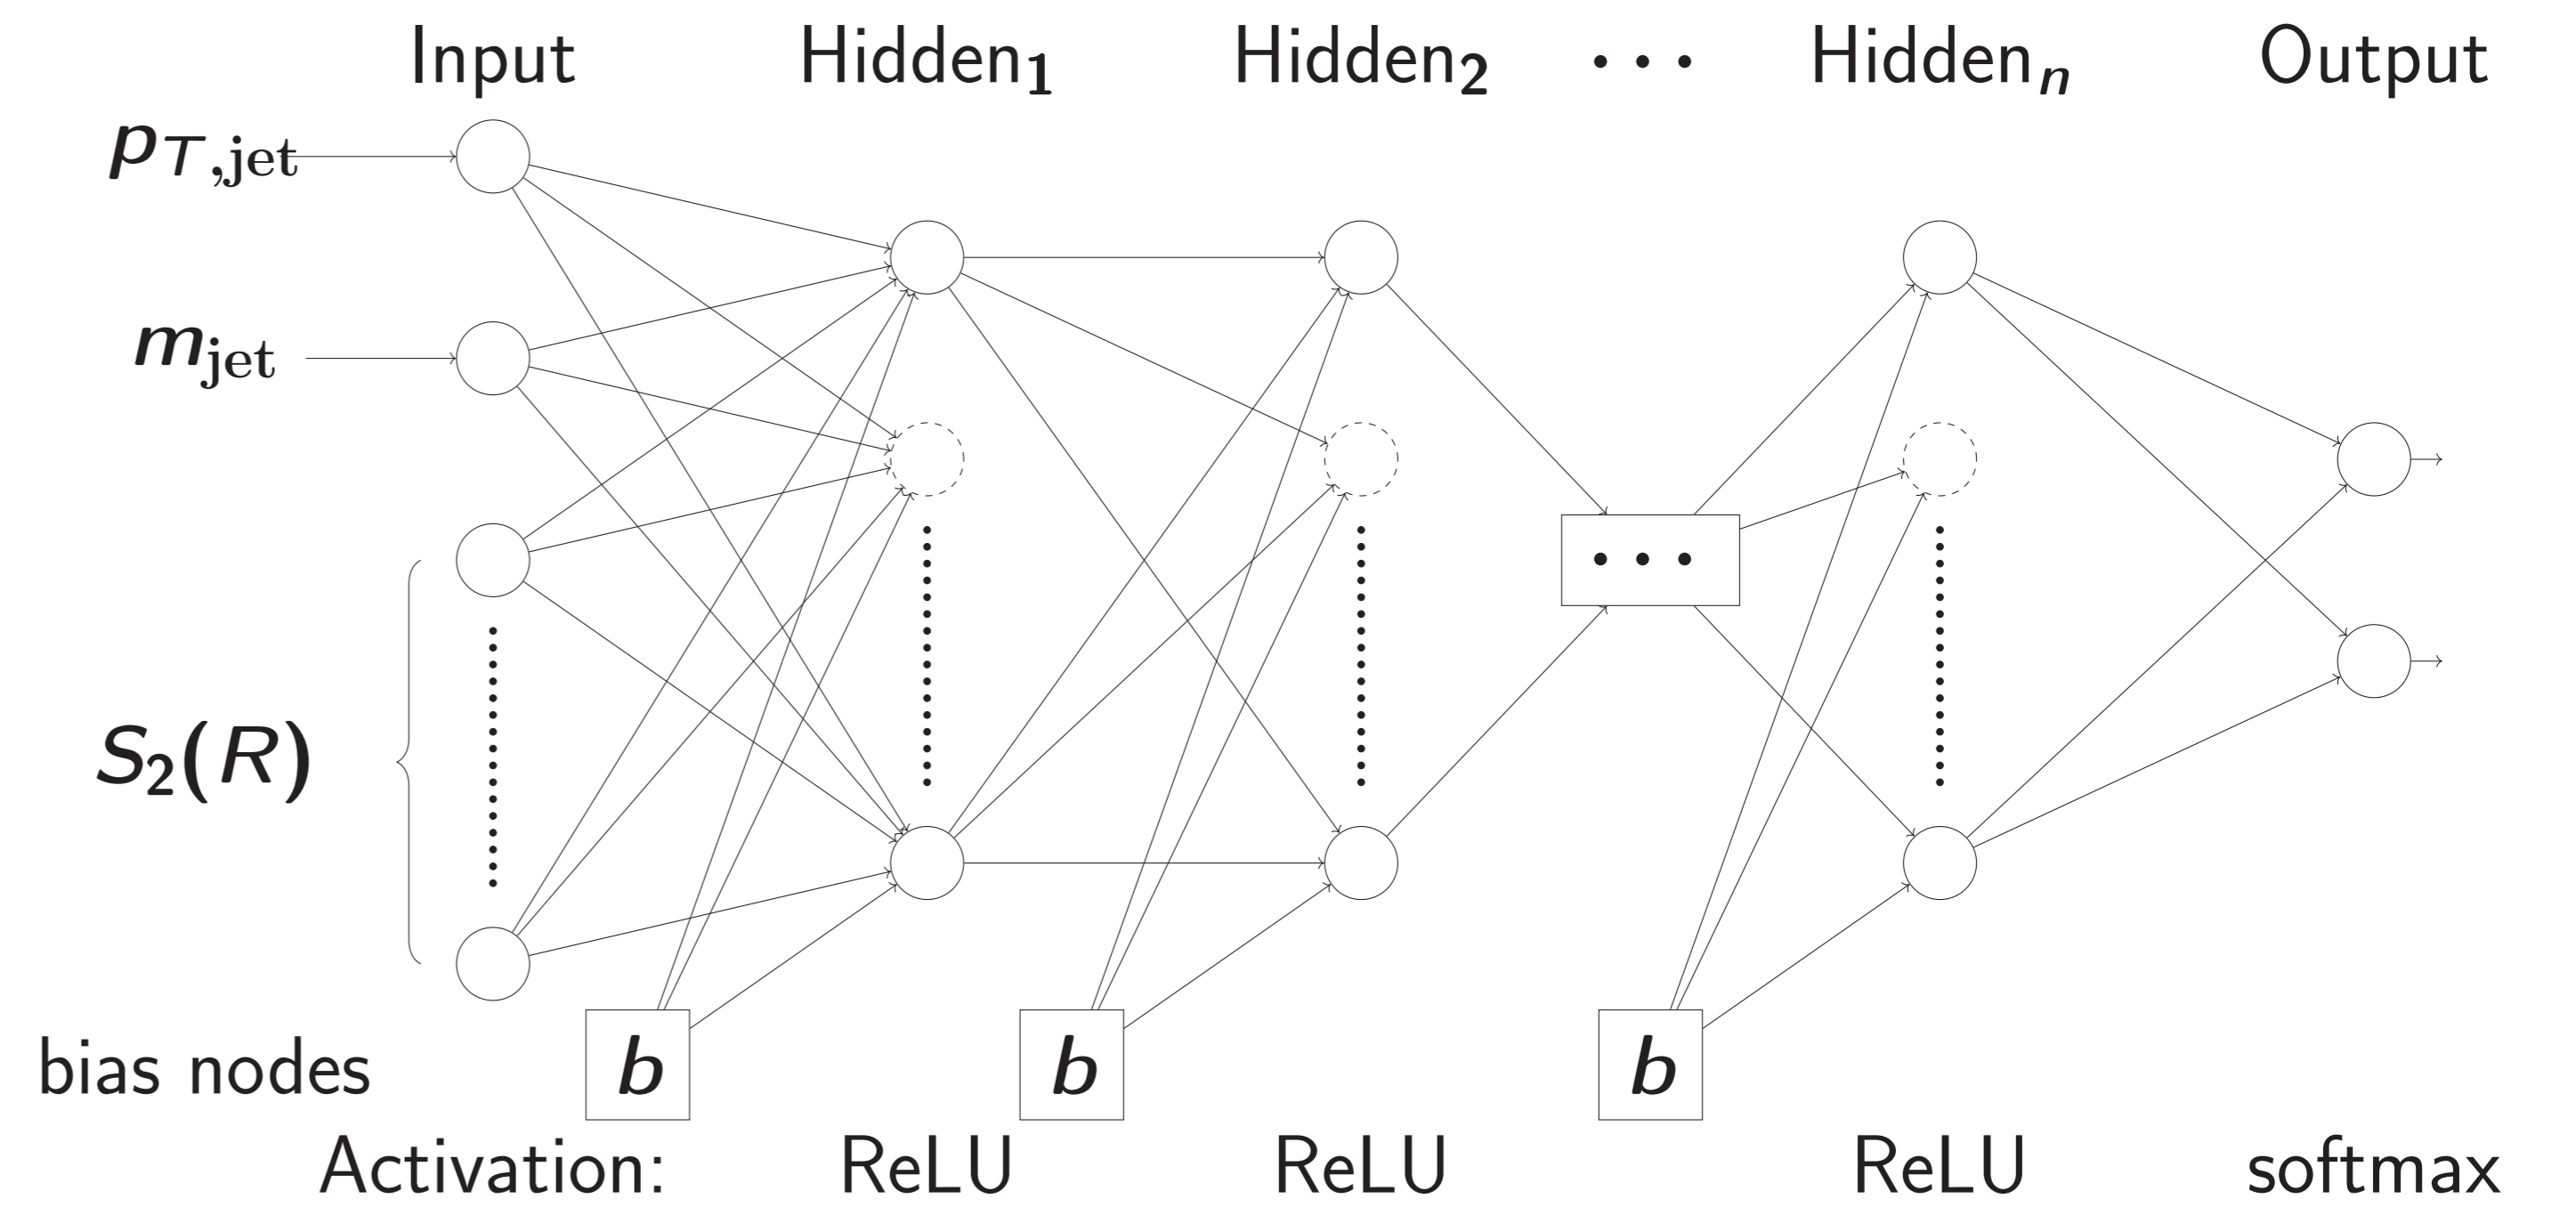 Input Hidden₁ Hidden₂ ··· Hiddenₙ Output
p_T,jet
m_jet
···
S₂(R)
bias nodes b b b
Activation: ReLU ReLU ReLU softmax